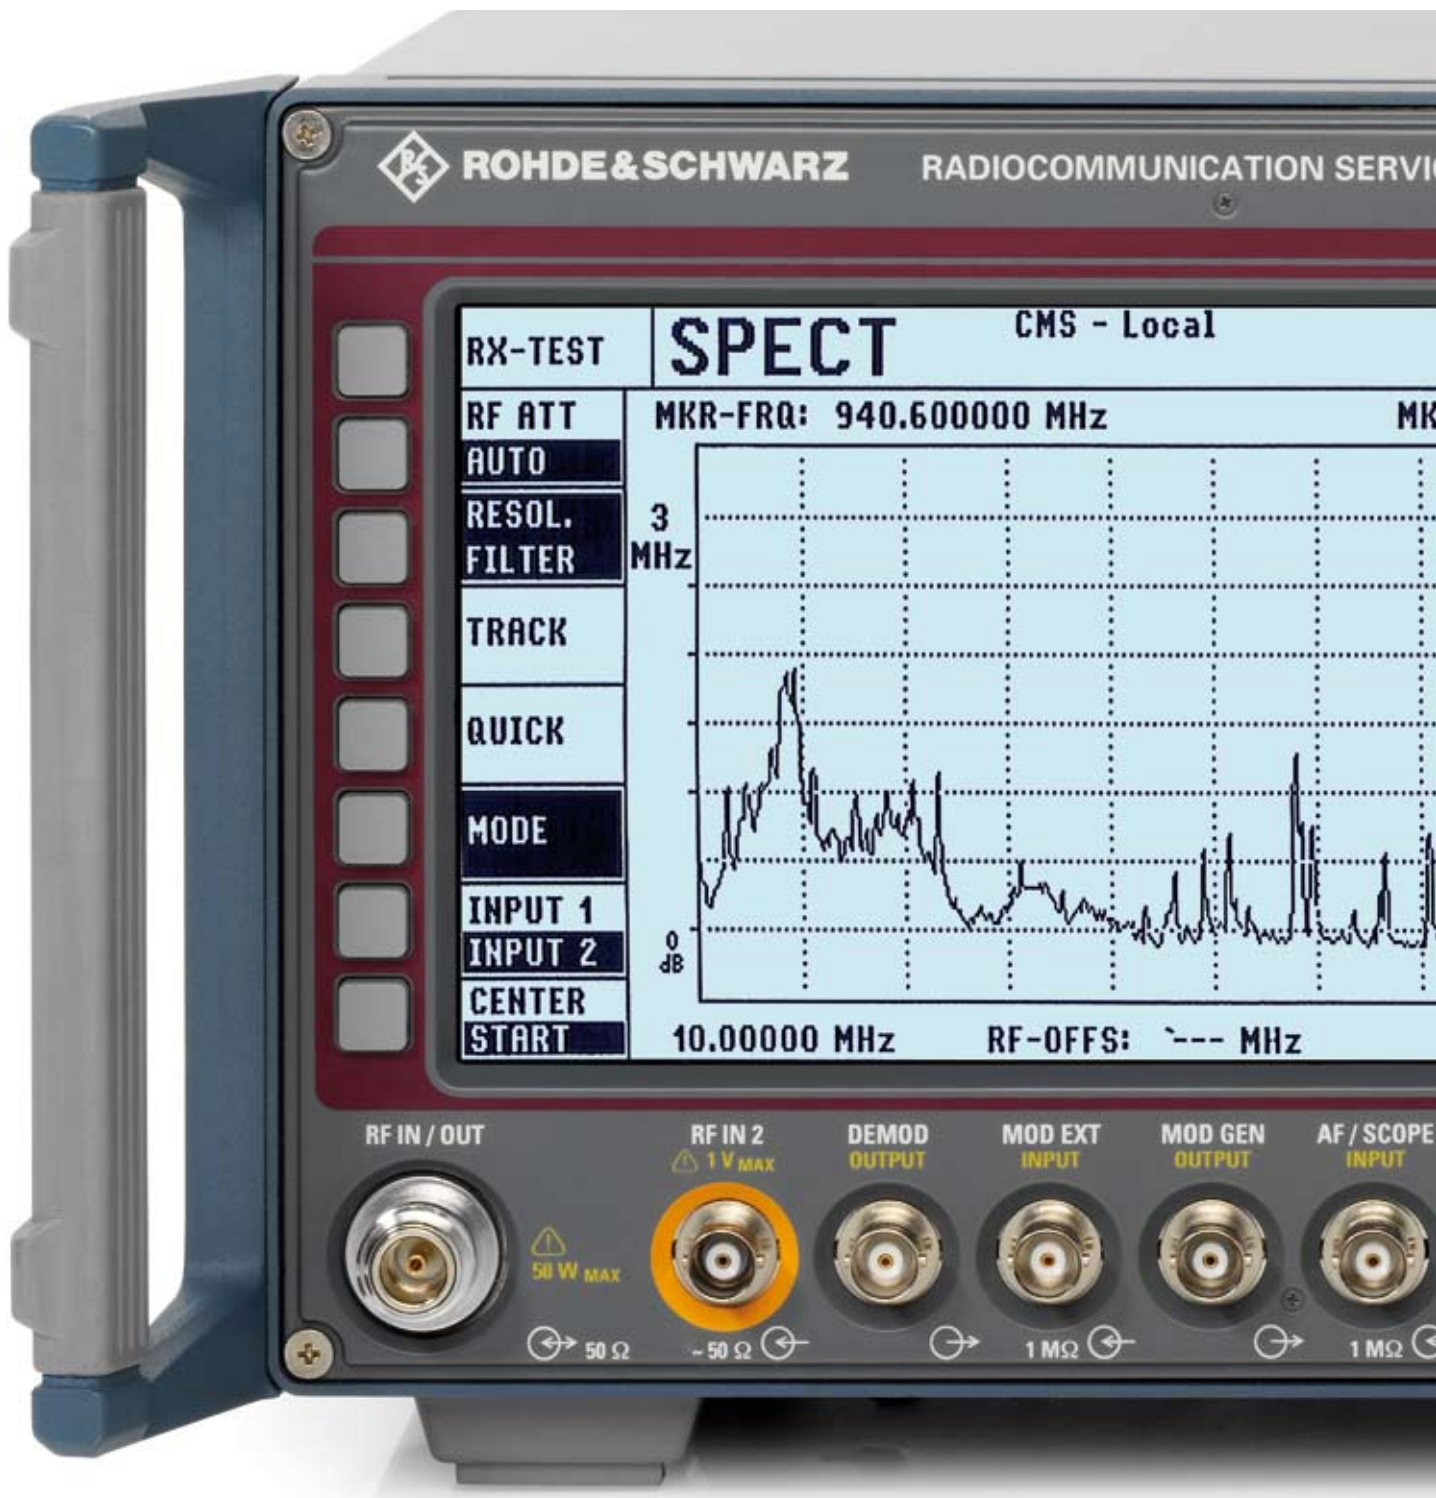 R&S ROHDE&SCHWARZ RADIOCOMMUNICATION SERVIC
RX-TEST SPECT CMS - Local
RF ATT MKR-FRQ: 940.600000 MHz MK
AUTO
RESOL. 3
FILTER MHz
TRACK
QUICK
MODE
INPUT 1
INPUT 2 0
dB
CENTER
START 10.00000 MHz RF-OFFS: `--- MHz
RF IN / OUT RF IN 2 DEMOD MOD EXT MOD GEN AF / SCOPE
1 V MAX OUTPUT INPUT OUTPUT INPUT
50 W MAX
50 Ω ~ 50 Ω 1 MΩ 1 MΩ